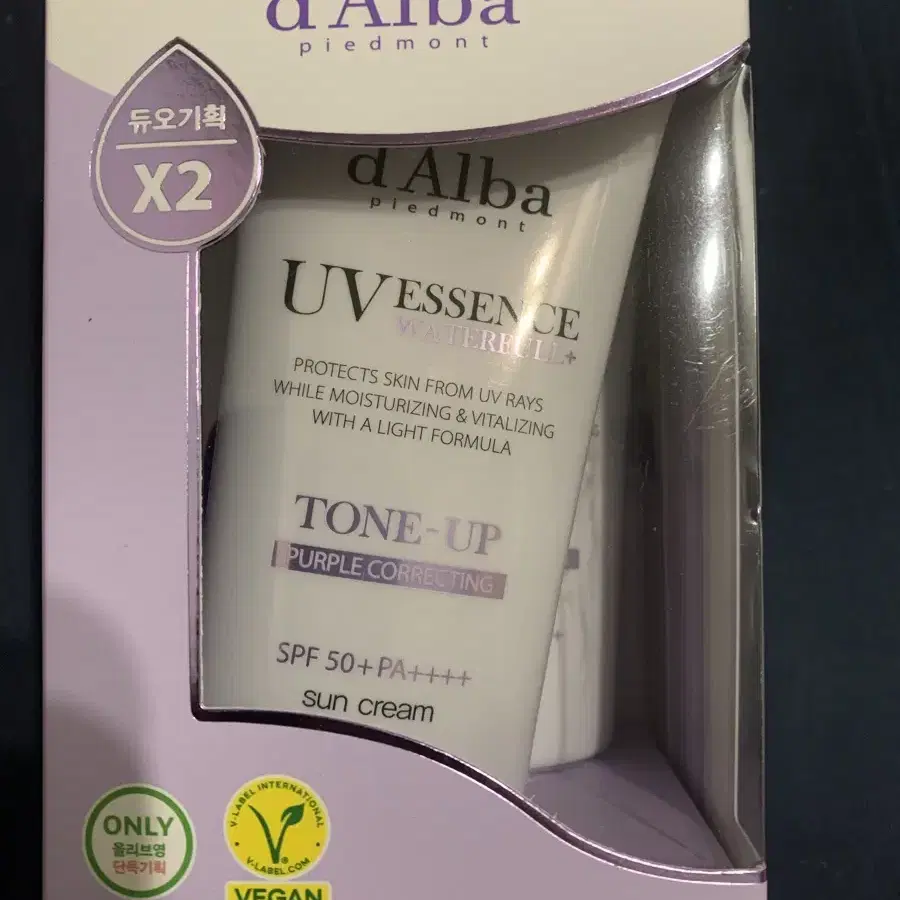 d'Alba
piedmont
듀오기획
X2
d'Alba
piedmont
UV ESSENCE
WATERFULL+
PROTECTS SKIN FROM UV RAYS
WHILE MOISTURIZING & VITALIZING
WITH A LIGHT FORMULA
TONE-UP
PURPLE CORRECTING
SPF 50+ PA++++
sun cream
ONLY
올리브영
단독기획
V-LABEL INTERNATIONAL
V-LABEL.COM
VEGAN